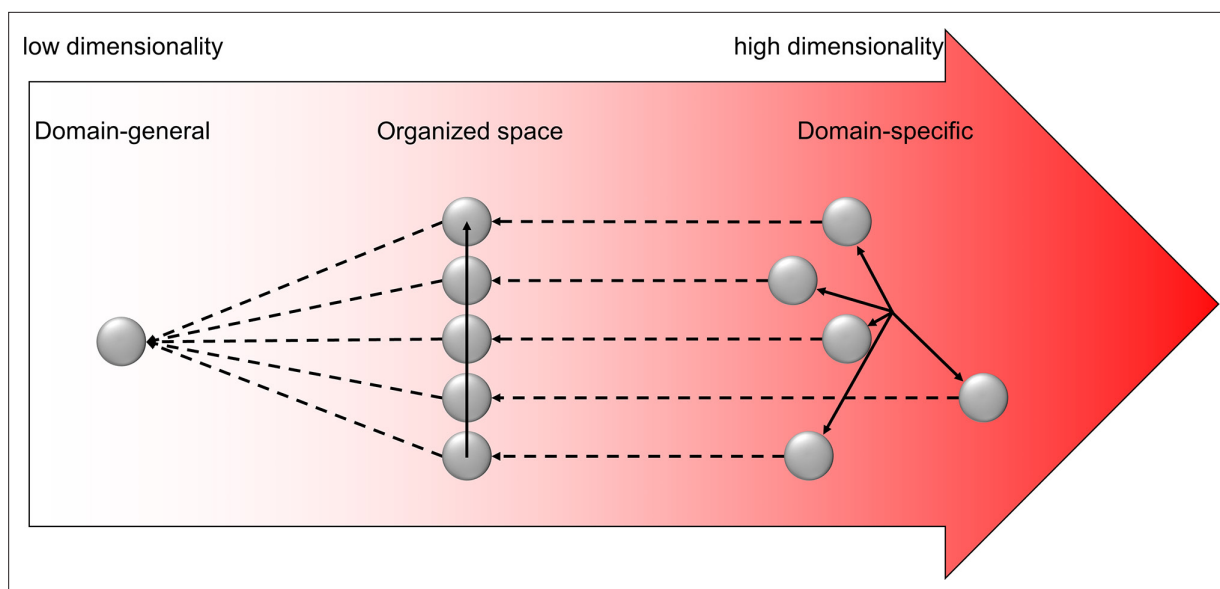 low dimensionality
high dimensionality
Domain-general
Organized space
Domain-specific